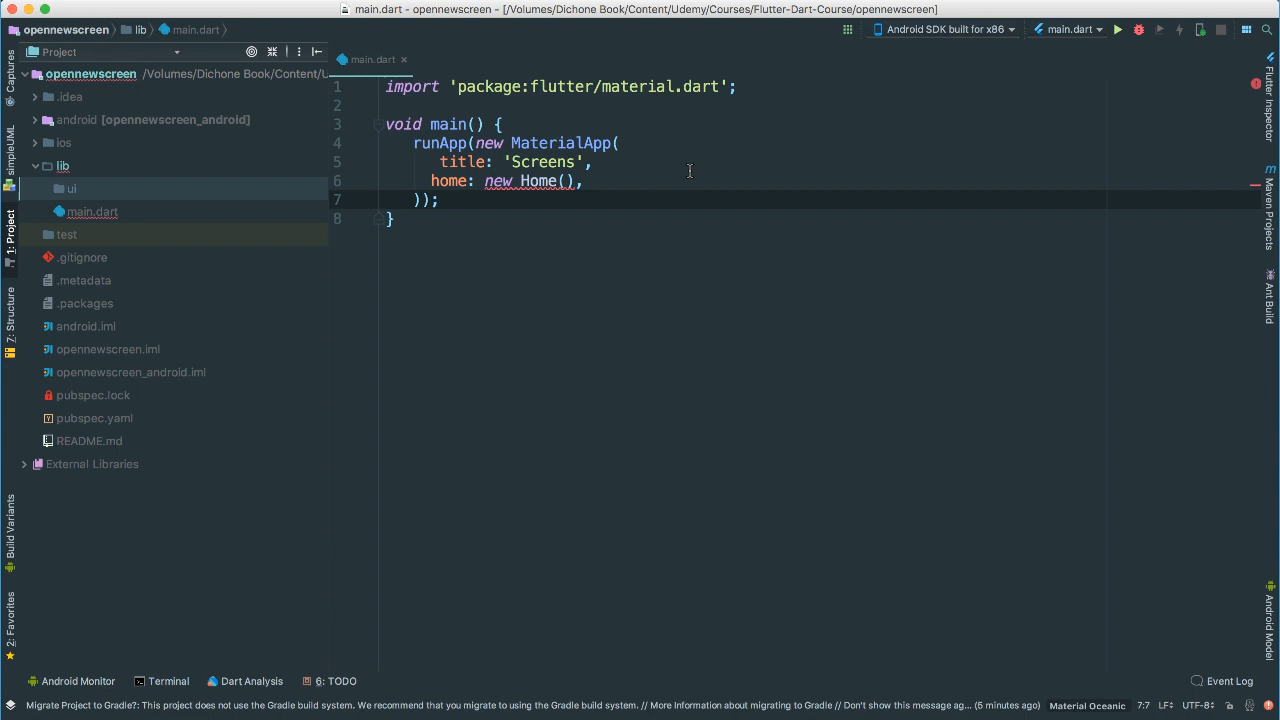 main.dart - opennewscreen - [/Volumes/Dichone Book/Content/Udemy/Courses/Flutter-Dart-Course/opennewscreen]
opennewscreen lib main.dart
Android SDK built for x86 main.dart
Project
main.dart
opennewscreen /Volumes/Dichone Book/Content/U
.idea
android [opennewscreen_android]
ios
lib
ui
main.dart
test
.gitignore
.metadata
.packages
android.iml
opennewscreen.iml
opennewscreen_android.iml
pubspec.lock
pubspec.yaml
README.md
External Libraries
1 import 'package:flutter/material.dart';
2
3 void main() {
4 runApp(new MaterialApp(
5 title: 'Screens',
6 home: new Home(),
7 ));
8 }
Captures
simpleUML
1: Project
7: Structure
Build Variants
2: Favorites
Flutter Inspector
Maven Projects
Ant Build
Android Model
Android Monitor Terminal Dart Analysis 6: TODO Event Log
Migrate Project to Gradle?: This project does not use the Gradle build system. We recommend that you migrate to using the Gradle build system. // More Information about migrating to Gradle // Don't show this message ag... (5 minutes ago) Material Oceanic 7:7 LF÷ UTF-8÷